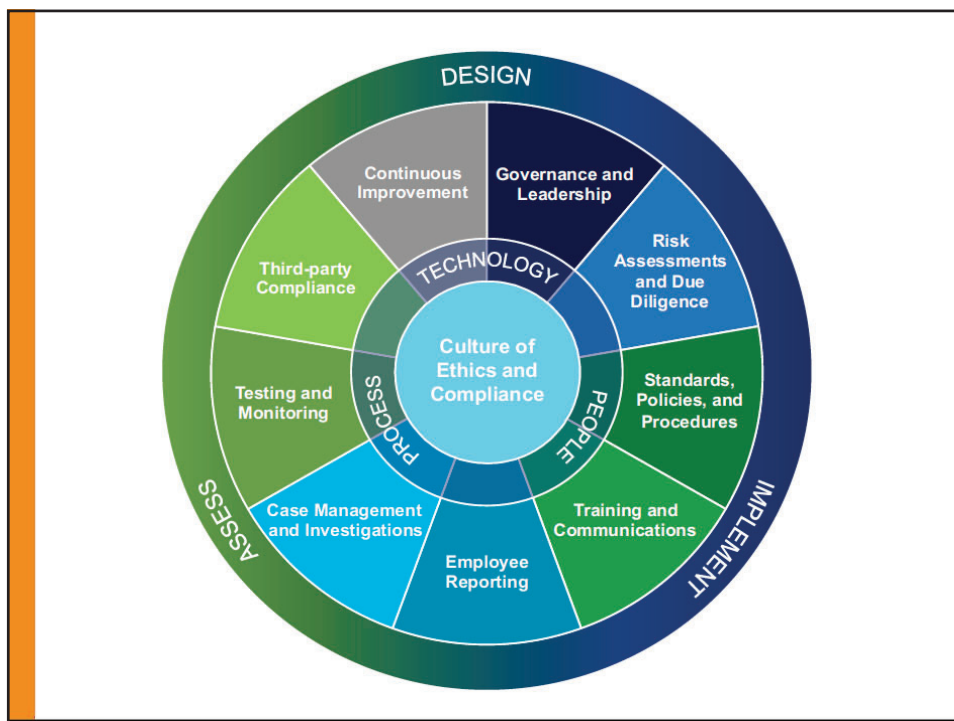 DESIGN
Continuous
Improvement
Governance and
Leadership
Risk
Assessments
and Due
Diligence
Third-party
Compliance
TECHNOLOGY
Culture of
Ethics and
Compliance
Testing and
Monitoring
PROCESS
PEOPLE
Standards,
Policies, and
Procedures
Case Management
and Investigations
Training and
Communications
Employee
Reporting
ASSESS
IMPLEMENT